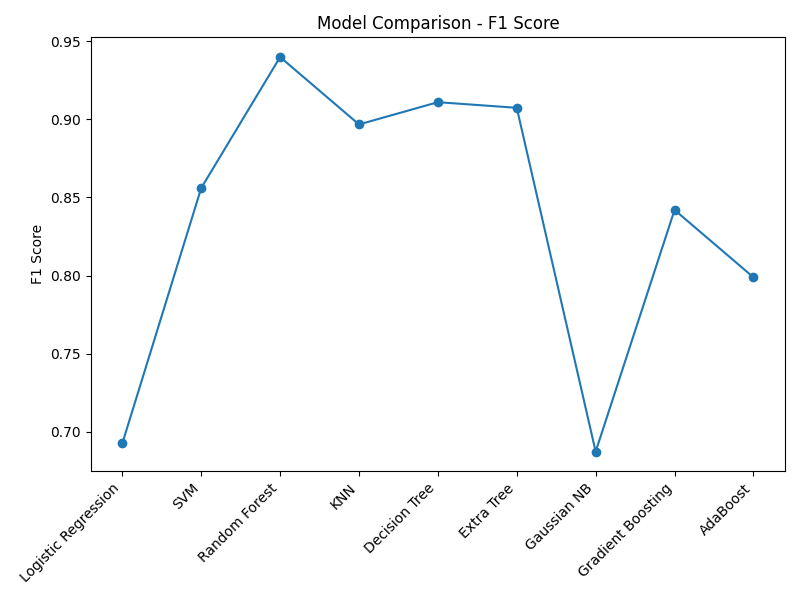 Model Comparison - F1 Score
F1 Score
0.95
0.90
0.85
0.80
0.75
0.70
Logistic Regression
SVM
Random Forest
KNN
Decision Tree
Extra Tree
Gaussian NB
Gradient Boosting
AdaBoost